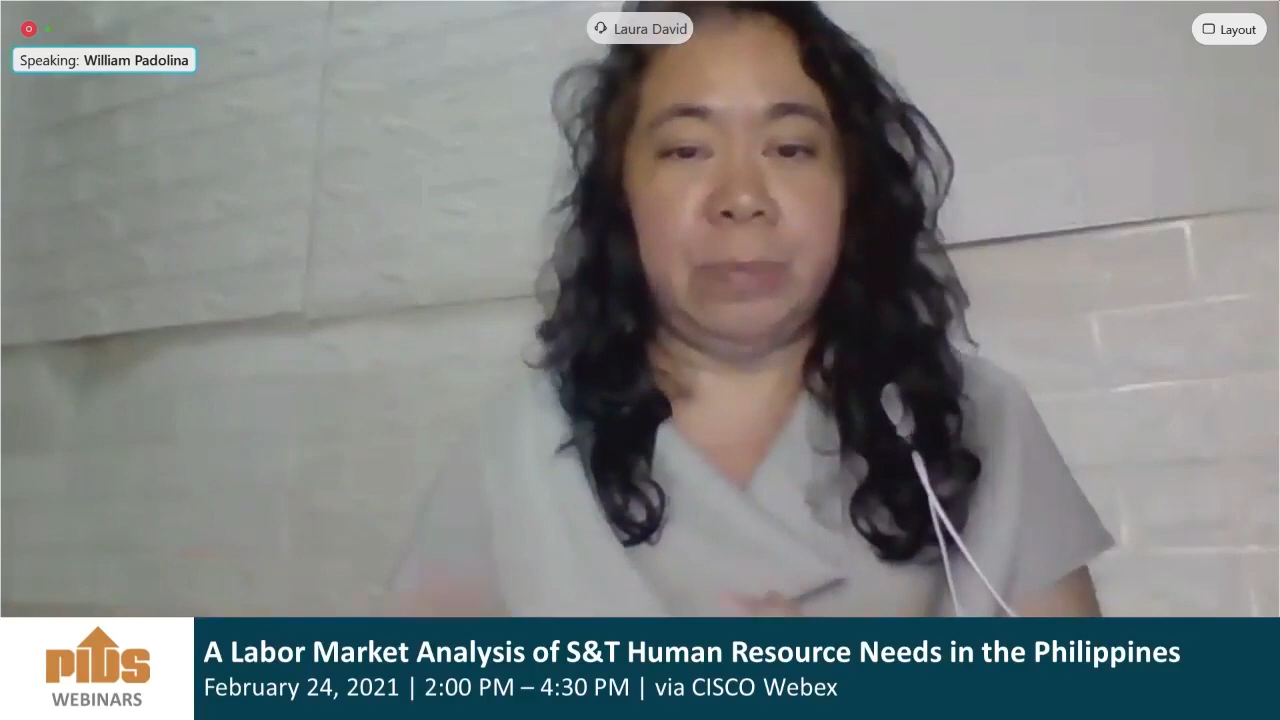 Laura David
Layout
Speaking: William Padolina
PIDS
WEBINARS
A Labor Market Analysis of S&T Human Resource Needs in the Philippines
February 24, 2021 | 2:00 PM – 4:30 PM | via CISCO Webex